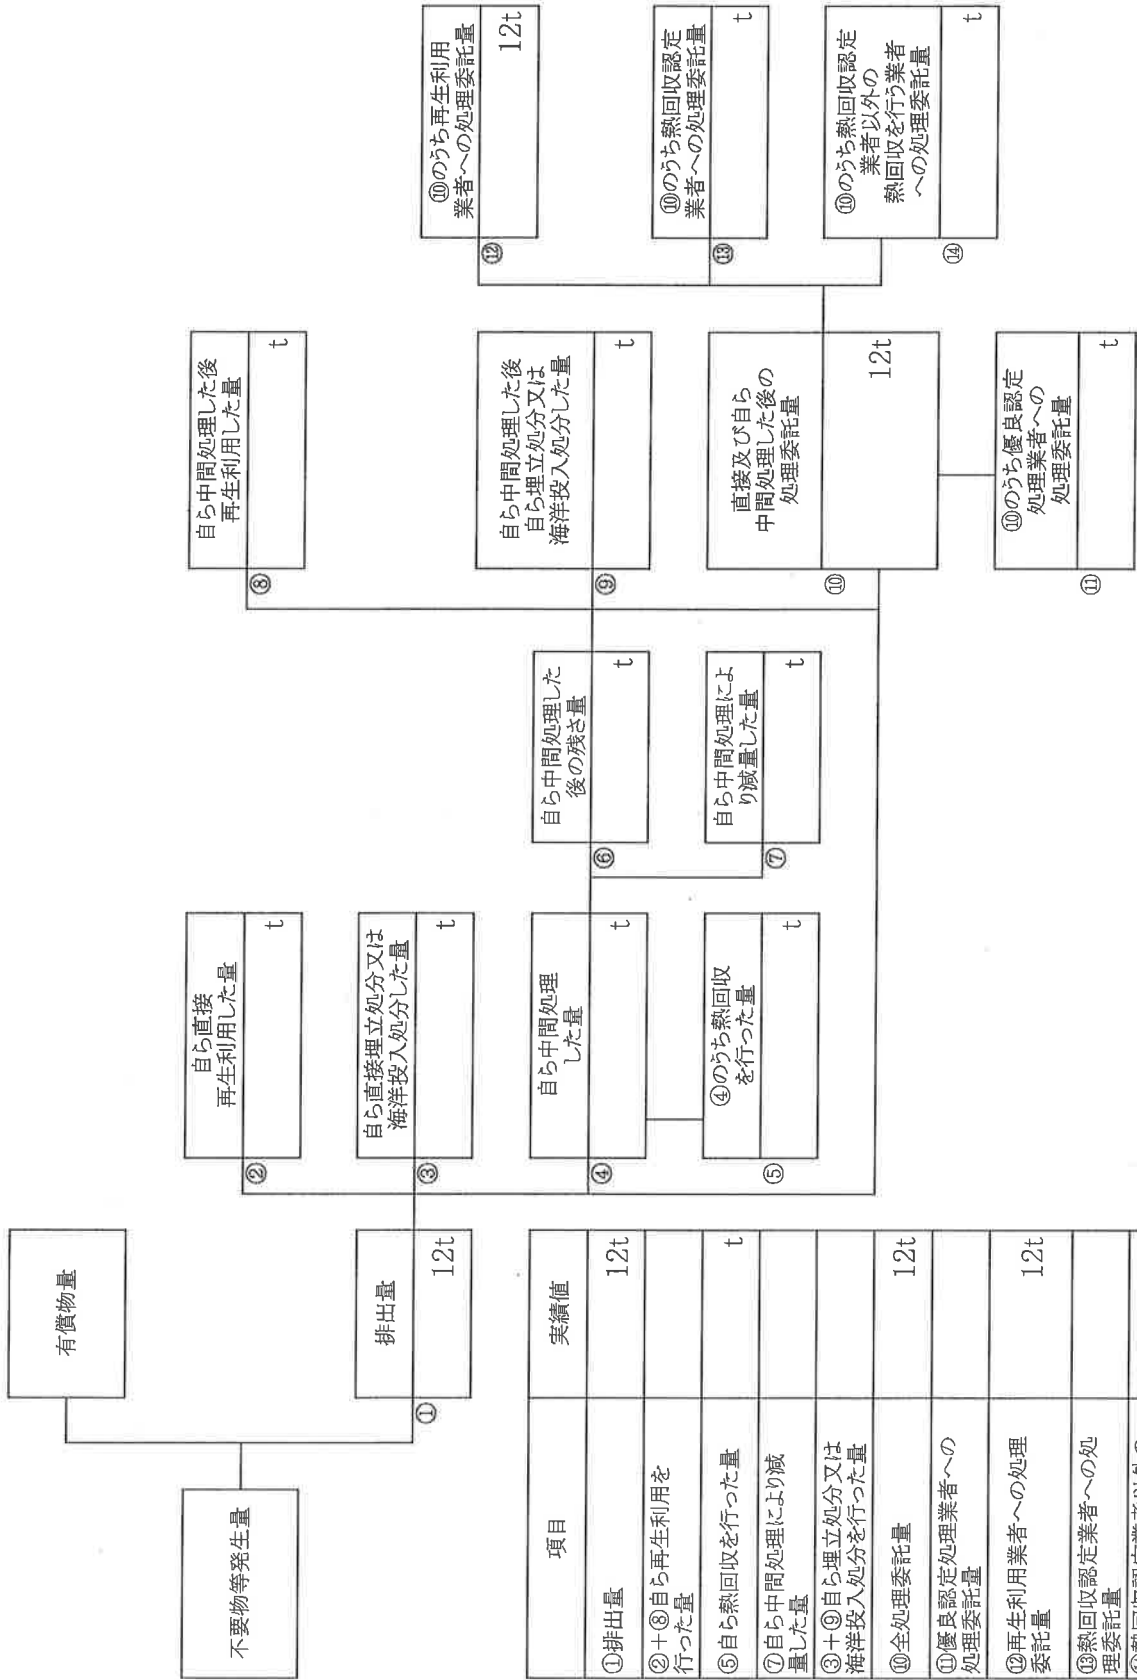 不要物等発生量
有償物量
①
排出量
12t
②
自ら直接
再生利用した量
t
③
自ら直接埋立処分又は
海洋投入処分した量
t
④
自ら中間処理
した量
t
⑤
④のうち熱回収
を行った量
t
⑥
自ら中間処理した
後の残さ量
t
⑦
自ら中間処理によ
り減量した量
t
⑧
自ら中間処理した後
再生利用した量
t
⑨
自ら中間処理した後
自ら埋立処分又は
海洋投入処分した量
t
⑩
直接及び自ら
中間処理した後の
処理委託量
12t
⑪
⑩のうち優良認定
処理業者への
処理委託量
t
⑫
⑩のうち再生利用
業者への処理委託量
12t
⑬
⑩のうち熱回収認定
業者への処理委託量
t
⑭
⑩のうち熱回収認定
業者以外の
熱回収を行う業者
への処理委託量
t
項目
実績値
①排出量
12t
②+⑧自ら再生利用を
行った量
⑤自ら熱回収を行った量
t
⑦自ら中間処理により減
量した量
③+⑨自ら埋立処分又は
海洋投入処分を行った量
⑩全処理委託量
12t
⑪優良認定処理業者への
処理委託量
⑫再生利用業者への処理
委託量
12t
⑬熱回収認定業者への処
理委託量